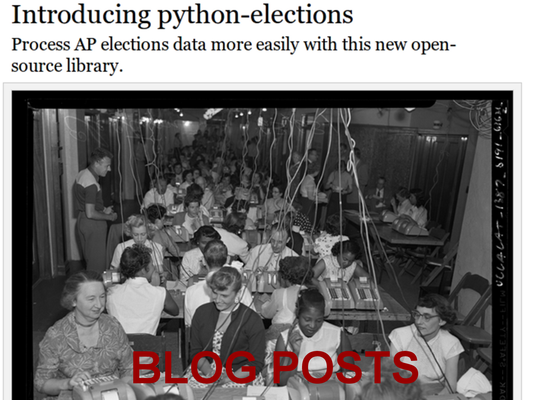 Introducing python-elections
Process AP elections data more easily with this new open-
source library.
BLOG POSTS